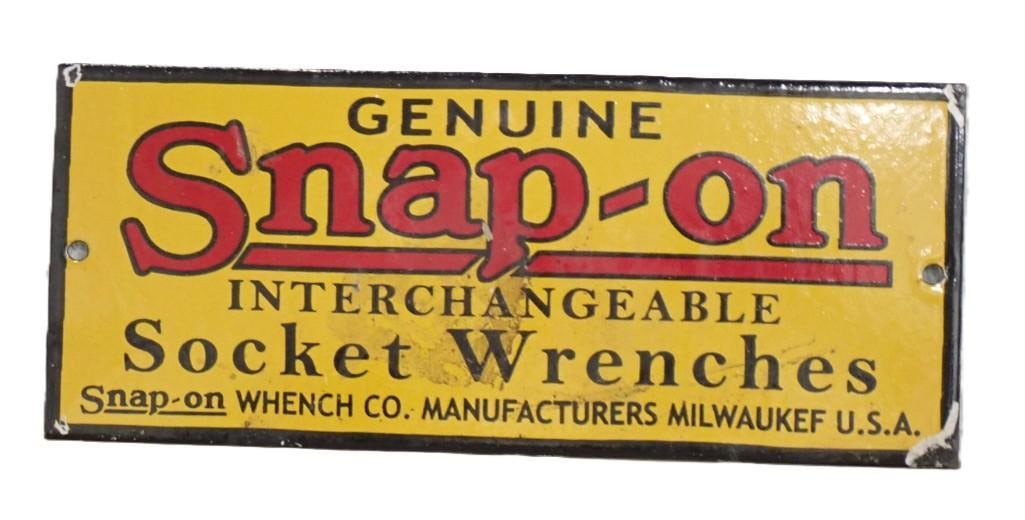 GENUINE
Snap-on
INTERCHANGEABLE
Socket Wrenches
Snap-on WHENCH CO. MANUFACTURERS MILWAUKEF U.S.A.